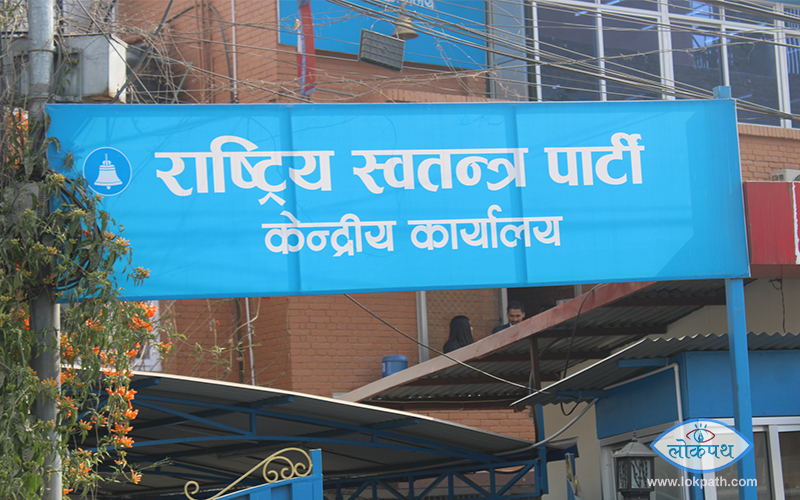 राष्ट्रिय स्वतन्त्र पार्टी
केन्द्रीय कार्यालय
लोकपथ
www.lokpath.com